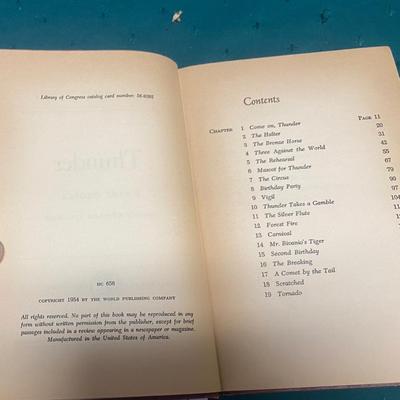 Library of Congress catalog card number: 54-6092
HC 658
COPYRIGHT 1954 BY THE WORLD PUBLISHING COMPANY
All rights reserved. No part of this book may be reproduced in any
form without written permission from the publisher, except for brief
passages included in a review appearing in a newspaper or magazine.
Manufactured in the United States of America.
Contents
CHAPTER 1 Come on, Thunder PAGE 11
2 The Halter 20
3 The Bronze Horse 31
4 Three Against the World 42
5 The Rehearsal 55
6 Mascot for Thunder 67
7 The Circus 79
8 Birthday Party 90
9 Vigil 97
10 Thunder Takes a Gamble 104
11 The Silver Flute
12 Forest Fire
13 Carnival
14 Mr. Bivanio's Tiger
15 Second Birthday
16 The Breaking
17 A Comet by the Tail
18 Scratched
19 Tornado